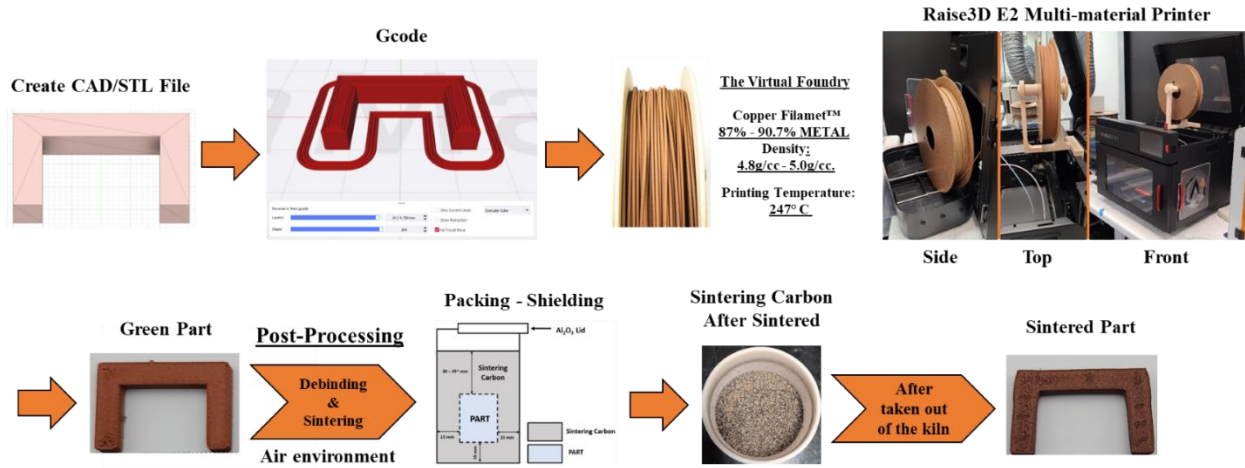 Raise3D E2 Multi-material Printer
Gcode
Create CAD/STL File
The Virtual Foundry
Copper Filamet™
87% - 90.7% METAL
Density:
4.8g/cc - 5.0g/cc.
Printing Temperature:
247° C
Side
Top
Front
Green Part
Post-Processing
Debinding
&
Sintering
Air environment
Packing - Shielding
Al₂O₃ Lid
Sintering
Carbon
PART
15 mm
Sintering Carbon
PART
Sintering Carbon
After Sintered
After
taken out
of the kiln
Sintered Part